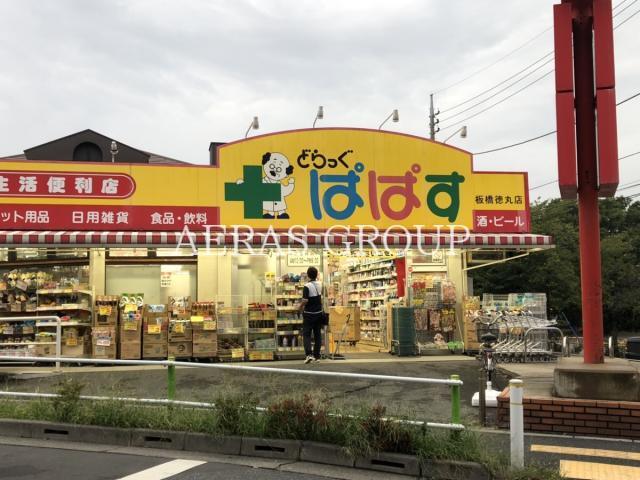 どらっぐ
ぱぱす
板橋徳丸店
生活便利店
ット用品
日用雑貨
食品・飲料
酒・ビール
AERAS GROUP